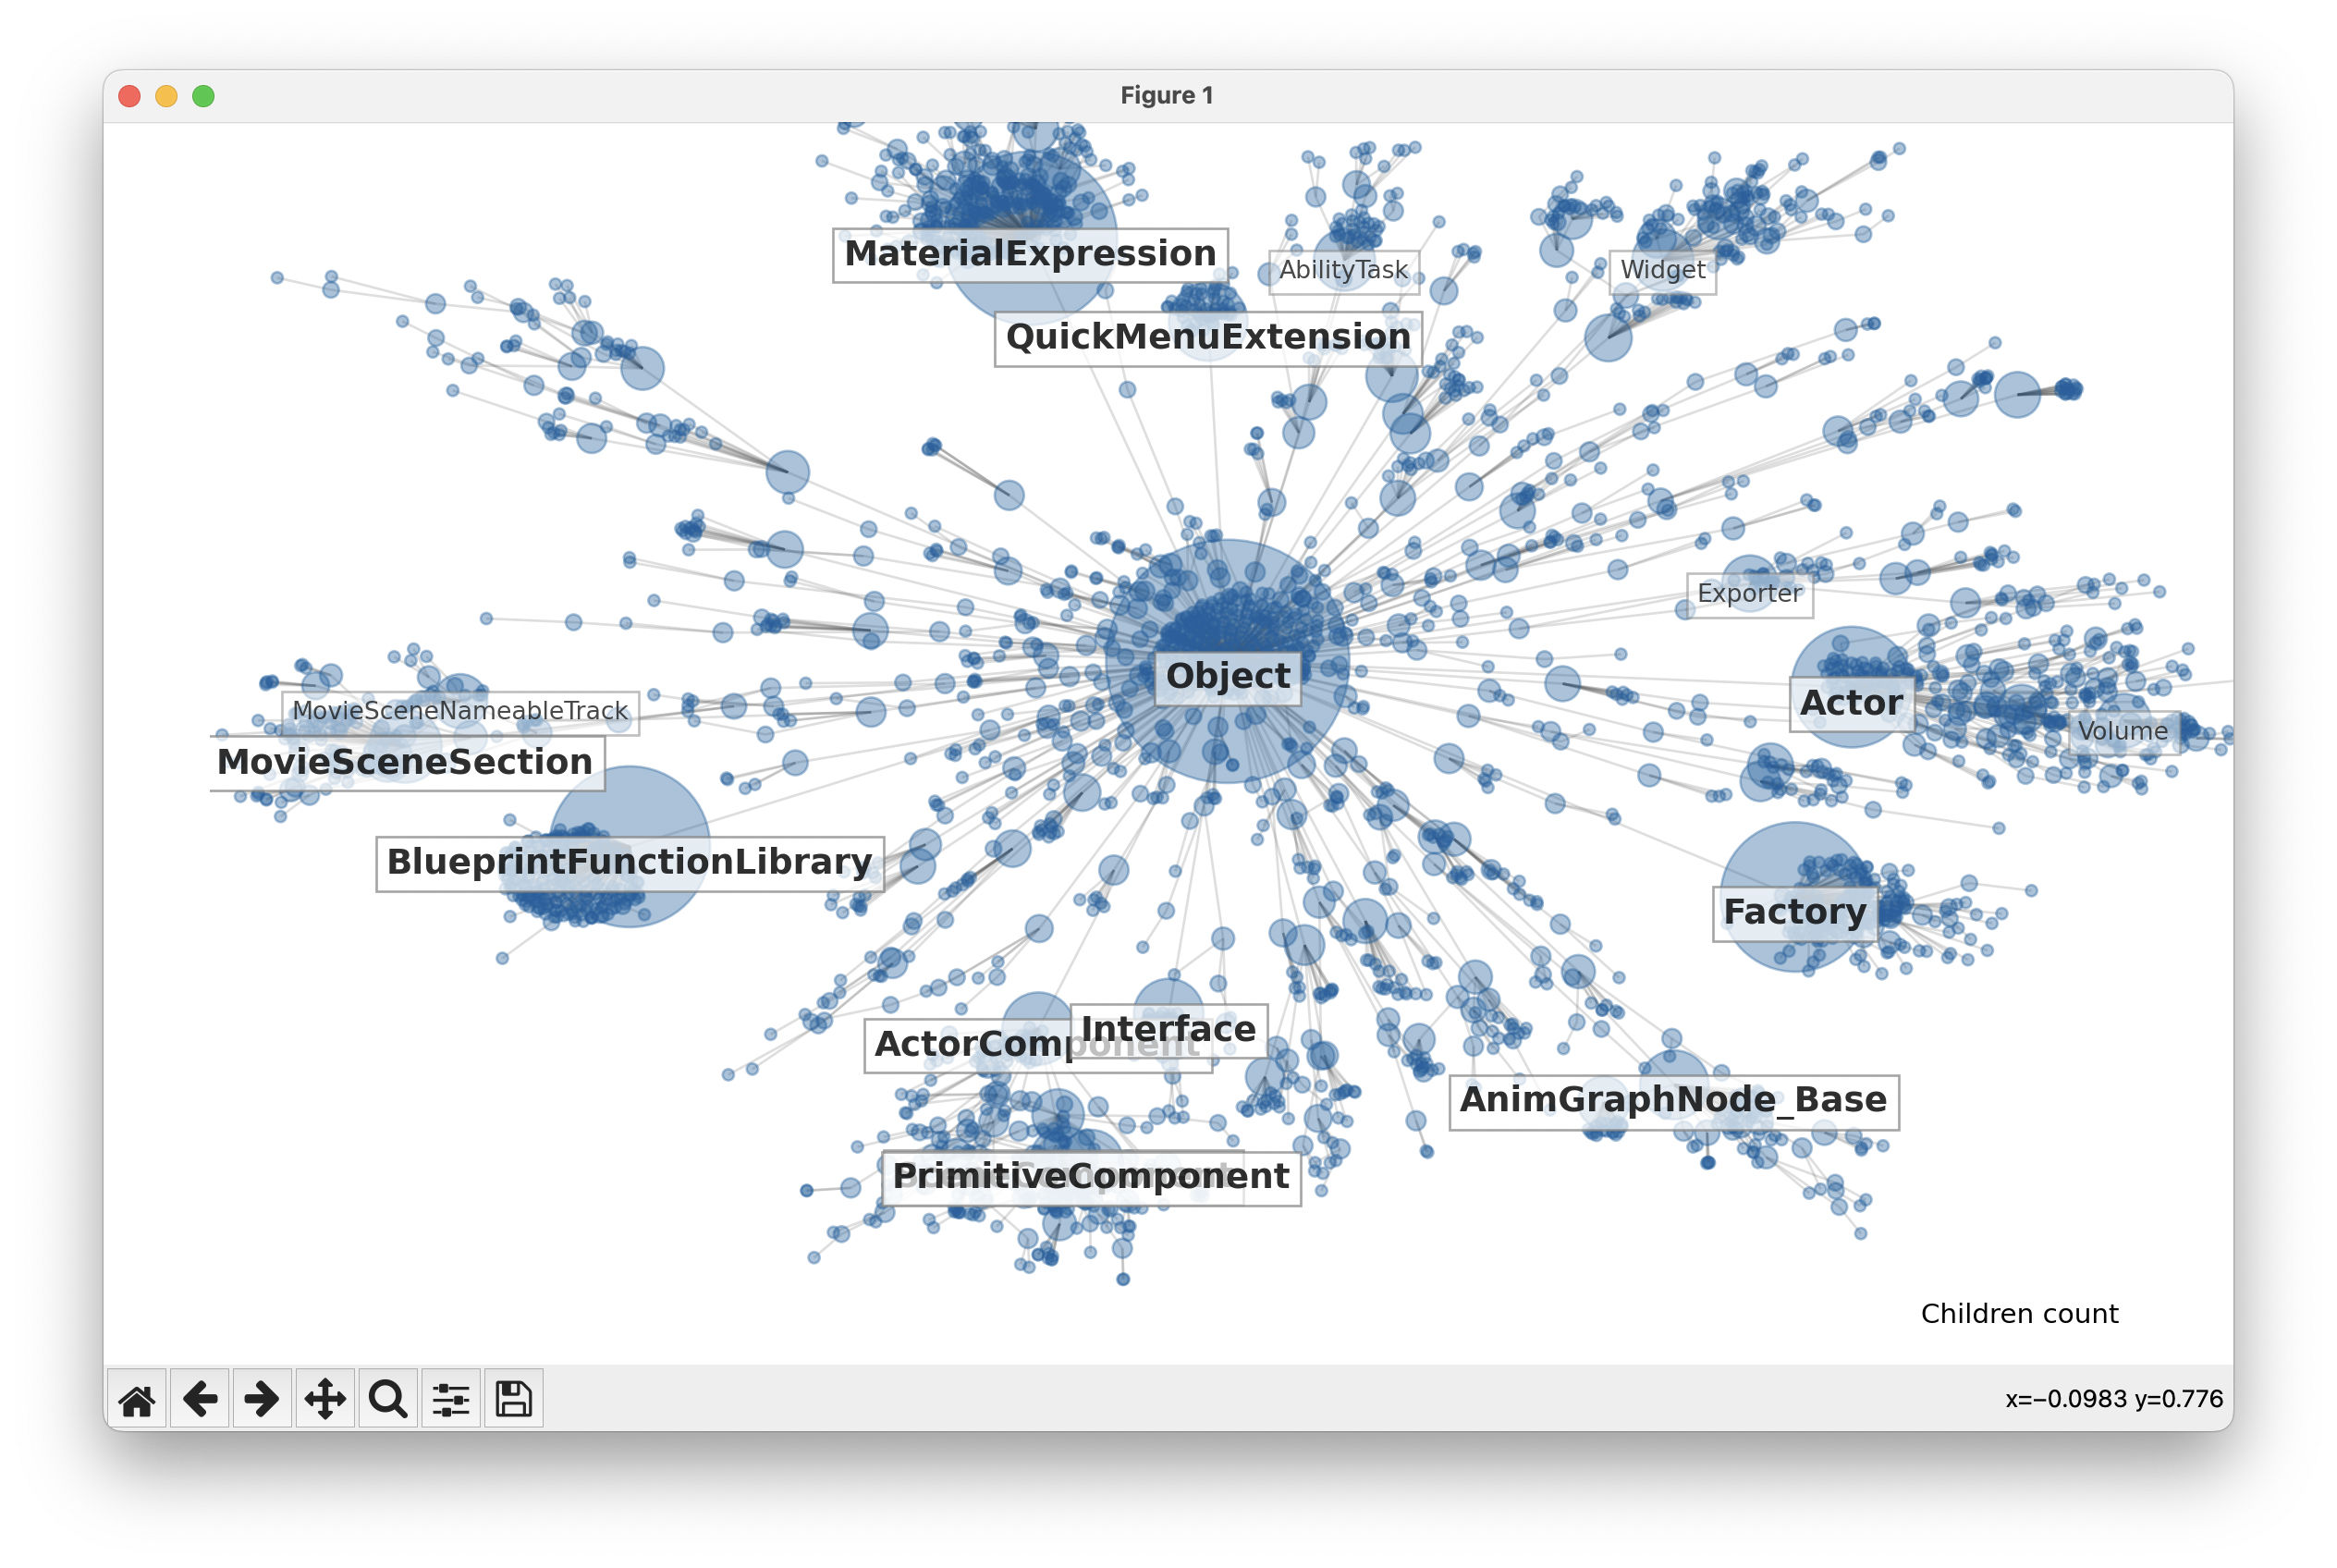 Figure 1
MaterialExpression
AbilityTask
Widget
QuickMenuExtension
Exporter
Object
Actor
MovieSceneNameableTrack
Volume
MovieSceneSection
BlueprintFunctionLibrary
Factory
Interface
ActorComponent
AnimGraphNode_Base
PrimitiveComponent
Children count
x=−0.0983 y=0.776